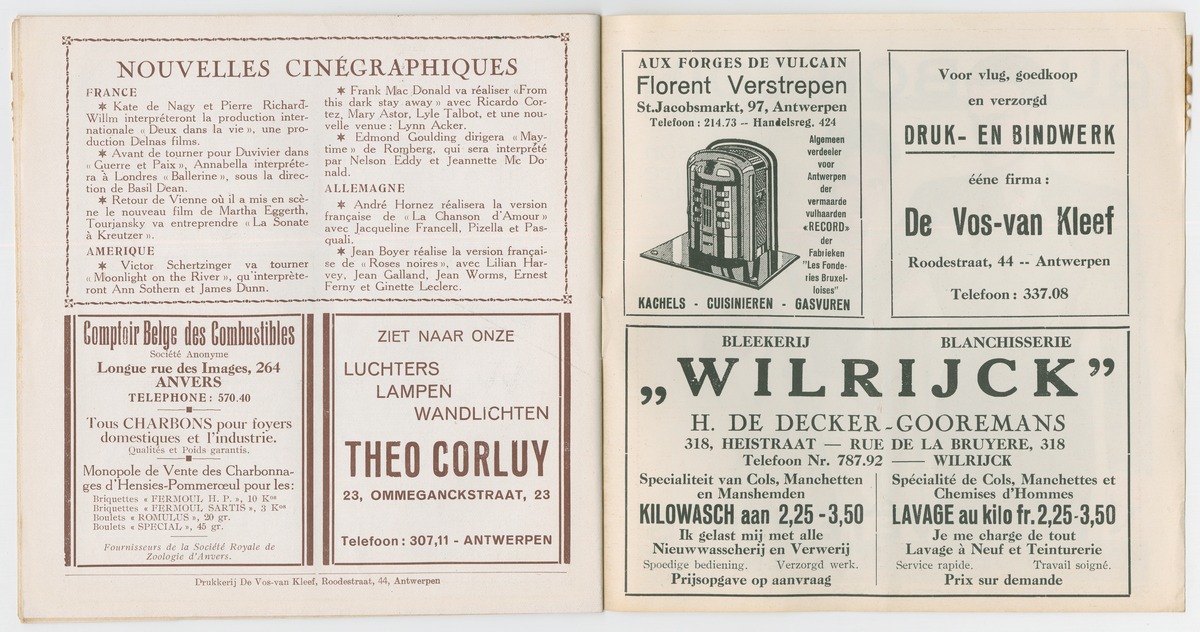 NOUVELLES CINÉGRAPHIQUES
FRANCE
✶ Kate de Nagy et Pierre Richard-
Willm interpréteront la production inter-
nationale « Deux dans la vie », une pro-
duction Delnas films.
✶ Avant de tourner pour Duvivier dans
« Guerre et Paix », Annabella interpréte-
ra à Londres « Ballerine », sous la direc-
tion de Basil Dean.
✶ Retour de Vienne où il a mis en scè-
ne le nouveau film de Martha Eggerth,
Tourjansky va entreprendre « La Sonate
à Kreutzer ».
AMERIQUE
✶ Victor Schertzinger va tourner
« Moonlight on the River », qu'interprète-
ront Ann Sothern et James Dunn.
✶ Frank Mac Donald va réaliser «From
this dark stay away» avec Ricardo Cor-
tez, Mary Astor, Lyle Talbot, et une nou-
velle venue : Lynn Acker.
✶ Edmond Goulding dirigera «May-
time» de Romberg, qui sera interprété
par Nelson Eddy et Jeannette Mc Do-
nald.
ALLEMAGNE
✶ André Hornez réalisera la version
française de «La Chanson d'Amour»
avec Jacqueline Francell, Pizella et Pas-
quali.
✶ Jean Boyer réalise la version françai-
se de «Roses noires», avec Lilian Har-
vey, Jean Galland, Jean Worms, Ernest
Ferny et Ginette Leclerc.
Comptoir Belge des Combustibles
Société Anonyme
Longue rue des Images, 264
ANVERS
TELEPHONE : 570.40
Tous CHARBONS pour foyers
domestiques et l'industrie.
Qualités et Poids garantis.
Monopole de Vente des Charbonna-
ges d'Hensies-Pommerœul pour les:
Briquettes « FERMOUL H. P. », 10 Kos
Briquettes « FERMOUL SARTIS », 3 Kos
Boulets « ROMULUS », 20 gr.
Boulets « SPECIAL », 45 gr.
Fournisseurs de la Société Royale de
Zoologie d'Anvers.
ZIET NAAR ONZE
LUCHTERS
LAMPEN
WANDLICHTEN
THEO CORLUY
23, OMMEGANCKSTRAAT, 23
Telefoon : 307,11 - ANTWERPEN
Drukkerij De Vos-van Kleef, Roodestraat, 44, Antwerpen
AUX FORGES DE VULCAIN
Florent Verstrepen
St.Jacobsmarkt, 97, Antwerpen
Telefoon : 214.73 -- Handelsreg. 424
Algemeen
verdeeler
voor
Antwerpen
der
vermaarde
vulhaarden
«RECORD»
der
Fabrieken
"Les Fonde-
ries Bruxel-
loises"
KACHELS - CUISINIEREN - GASVUREN
Voor vlug, goedkoop
en verzorgd
DRUK- EN BINDWERK
ééne firma :
De Vos-van Kleef
Roodestraat, 44 -- Antwerpen
Telefoon : 337.08
BLEEKERIJ BLANCHISSERIE
„WILRIJCK”
H. DE DECKER-GOOREMANS
318, HEISTRAAT — RUE DE LA BRUYERE, 318
Telefoon Nr. 787.92 — WILRIJCK
Specialiteit van Cols, Manchetten
en Manshemden
KILOWASCH aan 2,25 - 3,50
Ik gelast mij met alle
Nieuwwasscherij en Verwerij
Spoedige bediening. Verzorgd werk.
Prijsopgave op aanvraag
Spécialité de Cols, Manchettes et
Chemises d'Hommes
LAVAGE au kilo fr. 2,25-3,50
Je me charge de tout
Lavage à Neuf et Teinturerie
Service rapide. Travail soigné.
Prix sur demande